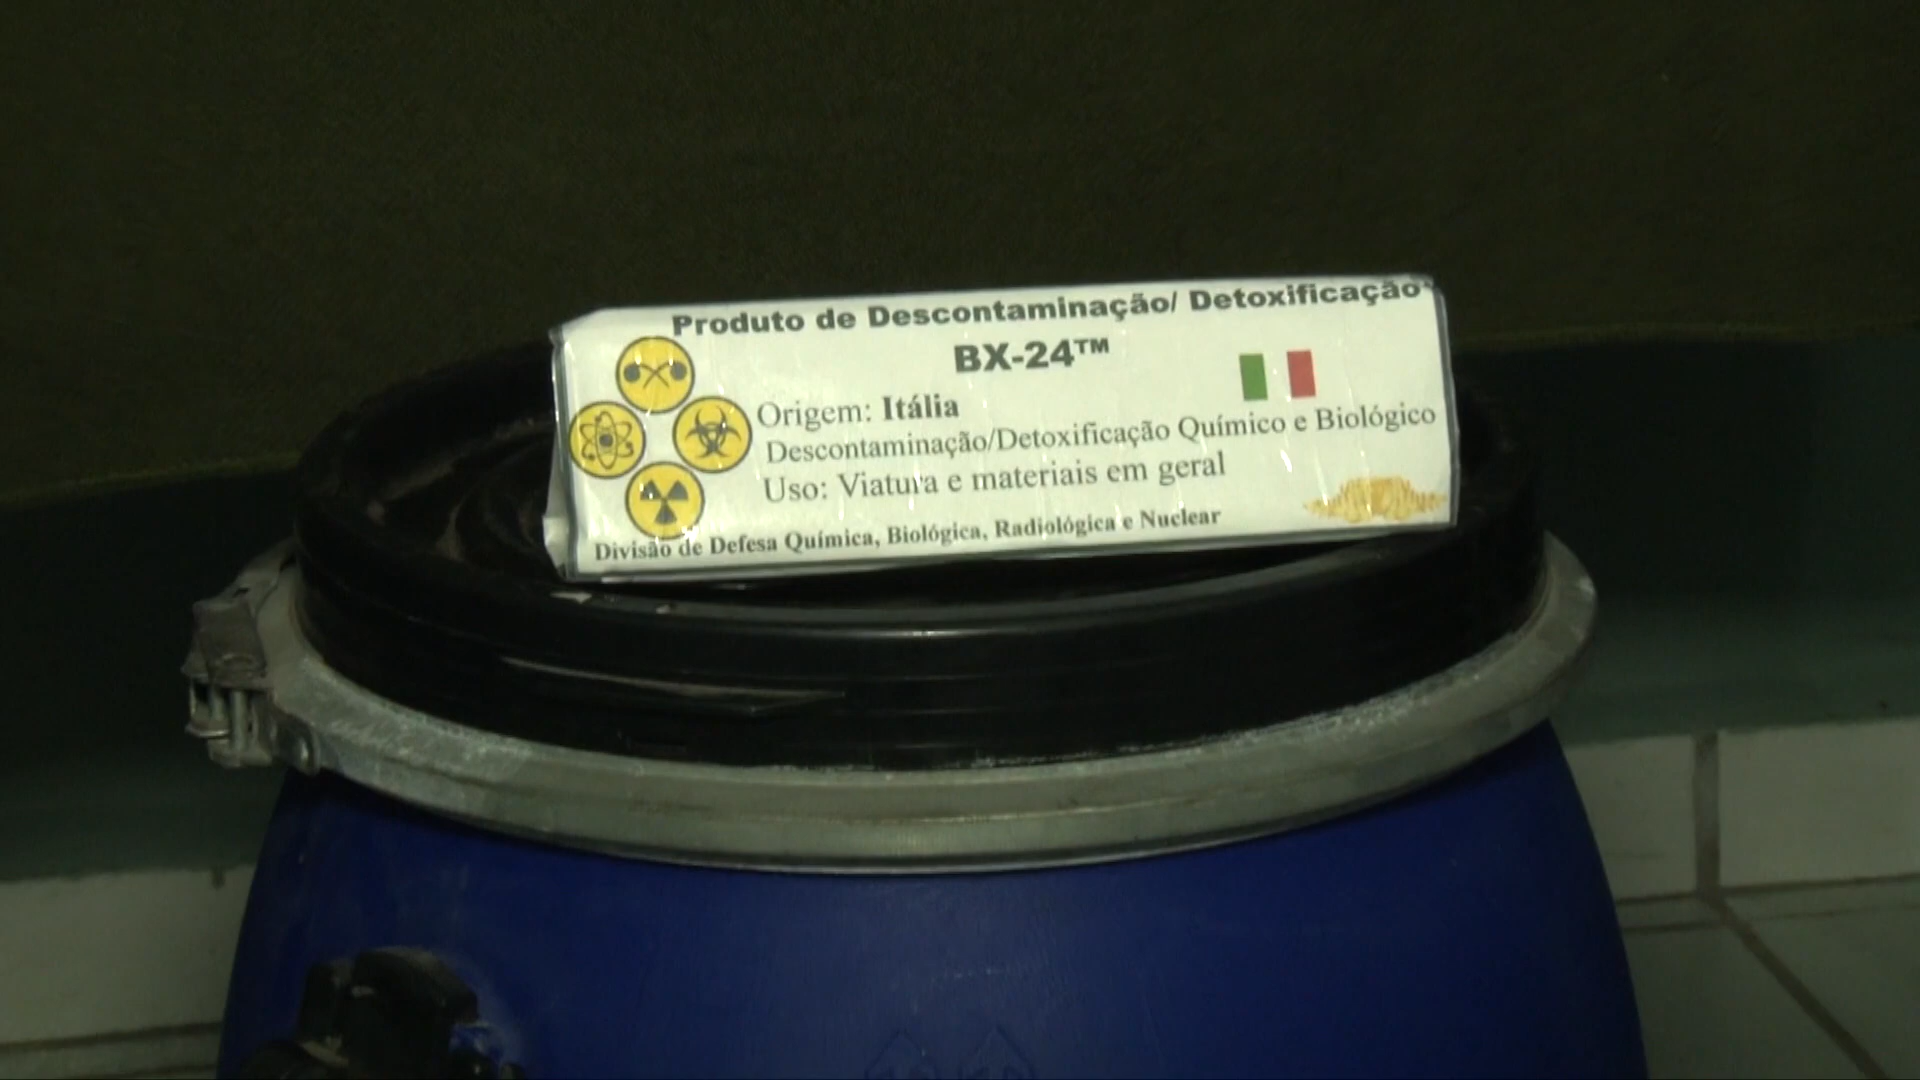 Produto de Descontaminação/ Detoxificação
BX-24™
Origem: Itália
Descontaminação/Detoxificação Químico e Biológico
Uso: Viatura e materiais em geral
Divisão de Defesa Química, Biológica, Radiológica e Nuclear